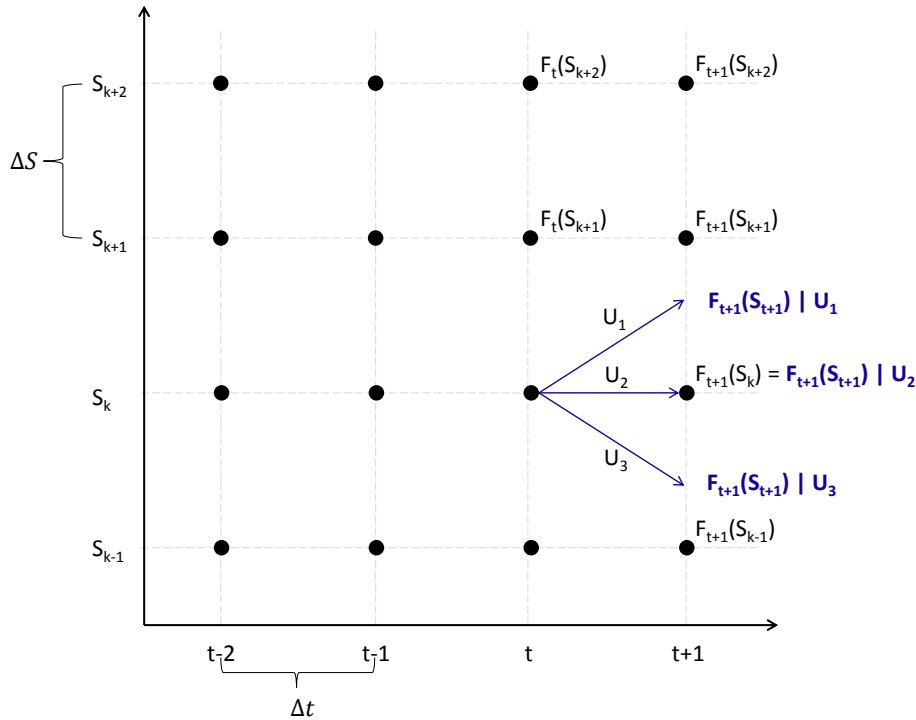 F_t(S_{k+2}) F_{t+1}(S_{k+2})
S_{k+2}
ΔS
F_t(S_{k+1}) F_{t+1}(S_{k+1})
S_{k+1}
F_{t+1}(S_{t+1}) | U_1
U_1
U_2
F_{t+1}(S_k) = F_{t+1}(S_{t+1}) | U_2
S_k
U_3
F_{t+1}(S_{t+1}) | U_3
F_{t+1}(S_{k-1})
S_{k-1}
t-2 t-1 t t+1
Δt